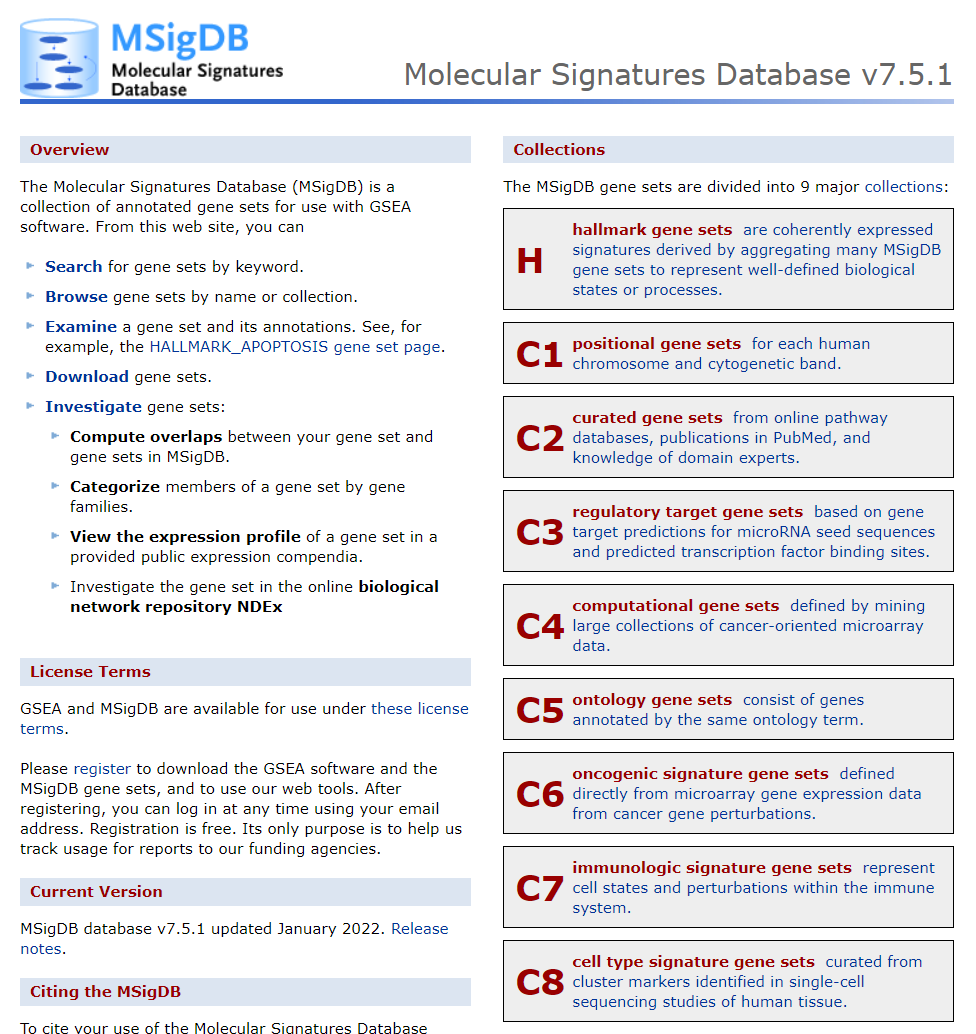 MSigDB
Molecular Signatures
Database
Molecular Signatures Database v7.5.1
Overview
The Molecular Signatures Database (MSigDB) is a
collection of annotated gene sets for use with GSEA
software. From this web site, you can
Search for gene sets by keyword.
Browse gene sets by name or collection.
Examine a gene set and its annotations. See, for
example, the HALLMARK_APOPTOSIS gene set page.
Download gene sets.
Investigate gene sets:
Compute overlaps between your gene set and
gene sets in MSigDB.
Categorize members of a gene set by gene
families.
View the expression profile of a gene set in a
provided public expression compendia.
Investigate the gene set in the online biological
network repository NDEx
License Terms
GSEA and MSigDB are available for use under these license
terms.
Please register to download the GSEA software and the
MSigDB gene sets, and to use our web tools. After
registering, you can log in at any time using your email
address. Registration is free. Its only purpose is to help us
track usage for reports to our funding agencies.
Current Version
MSigDB database v7.5.1 updated January 2022. Release
notes.
Citing the MSigDB
To cite your use of the Molecular Signatures Database
Collections
The MSigDB gene sets are divided into 9 major collections:
H
hallmark gene sets are coherently expressed
signatures derived by aggregating many MSigDB
gene sets to represent well-defined biological
states or processes.
C1
positional gene sets for each human
chromosome and cytogenetic band.
C2
curated gene sets from online pathway
databases, publications in PubMed, and
knowledge of domain experts.
C3
regulatory target gene sets based on gene
target predictions for microRNA seed sequences
and predicted transcription factor binding sites.
C4
computational gene sets defined by mining
large collections of cancer-oriented microarray
data.
C5
ontology gene sets consist of genes
annotated by the same ontology term.
C6
oncogenic signature gene sets defined
directly from microarray gene expression data
from cancer gene perturbations.
C7
immunologic signature gene sets represent
cell states and perturbations within the immune
system.
C8
cell type signature gene sets curated from
cluster markers identified in single-cell
sequencing studies of human tissue.